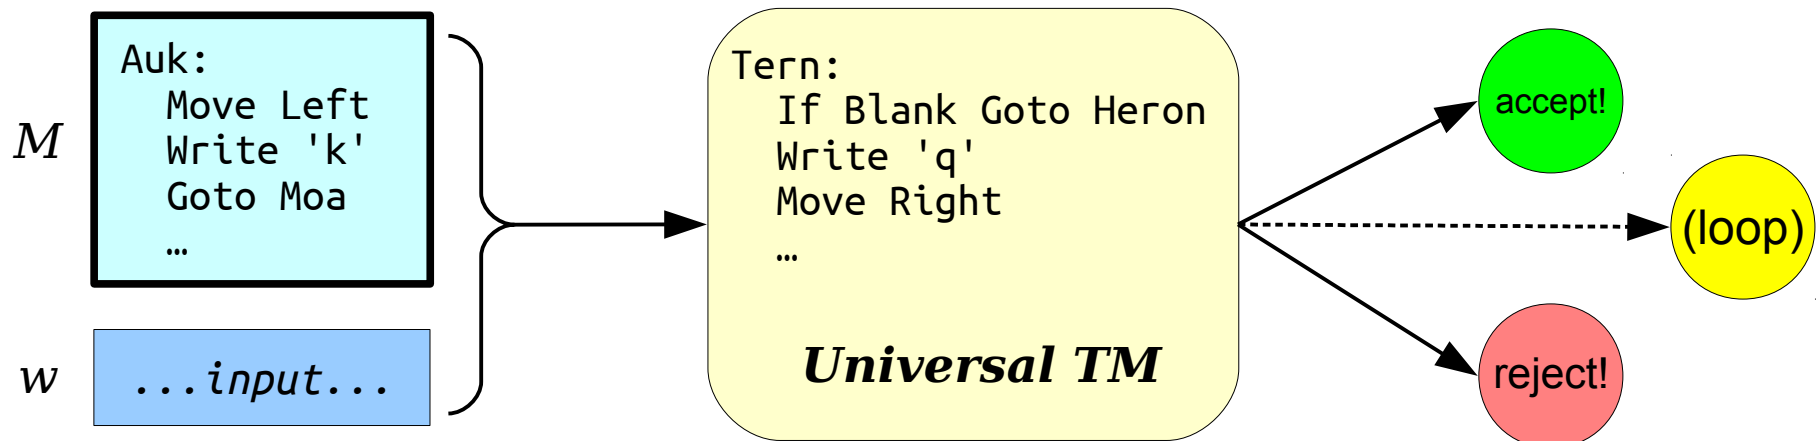 M
Auk:
Move Left
Write 'k'
Goto Moa
…
w
...input...
Tern:
If Blank Goto Heron
Write 'q'
Move Right
…
Universal TM
accept!
(loop)
reject!